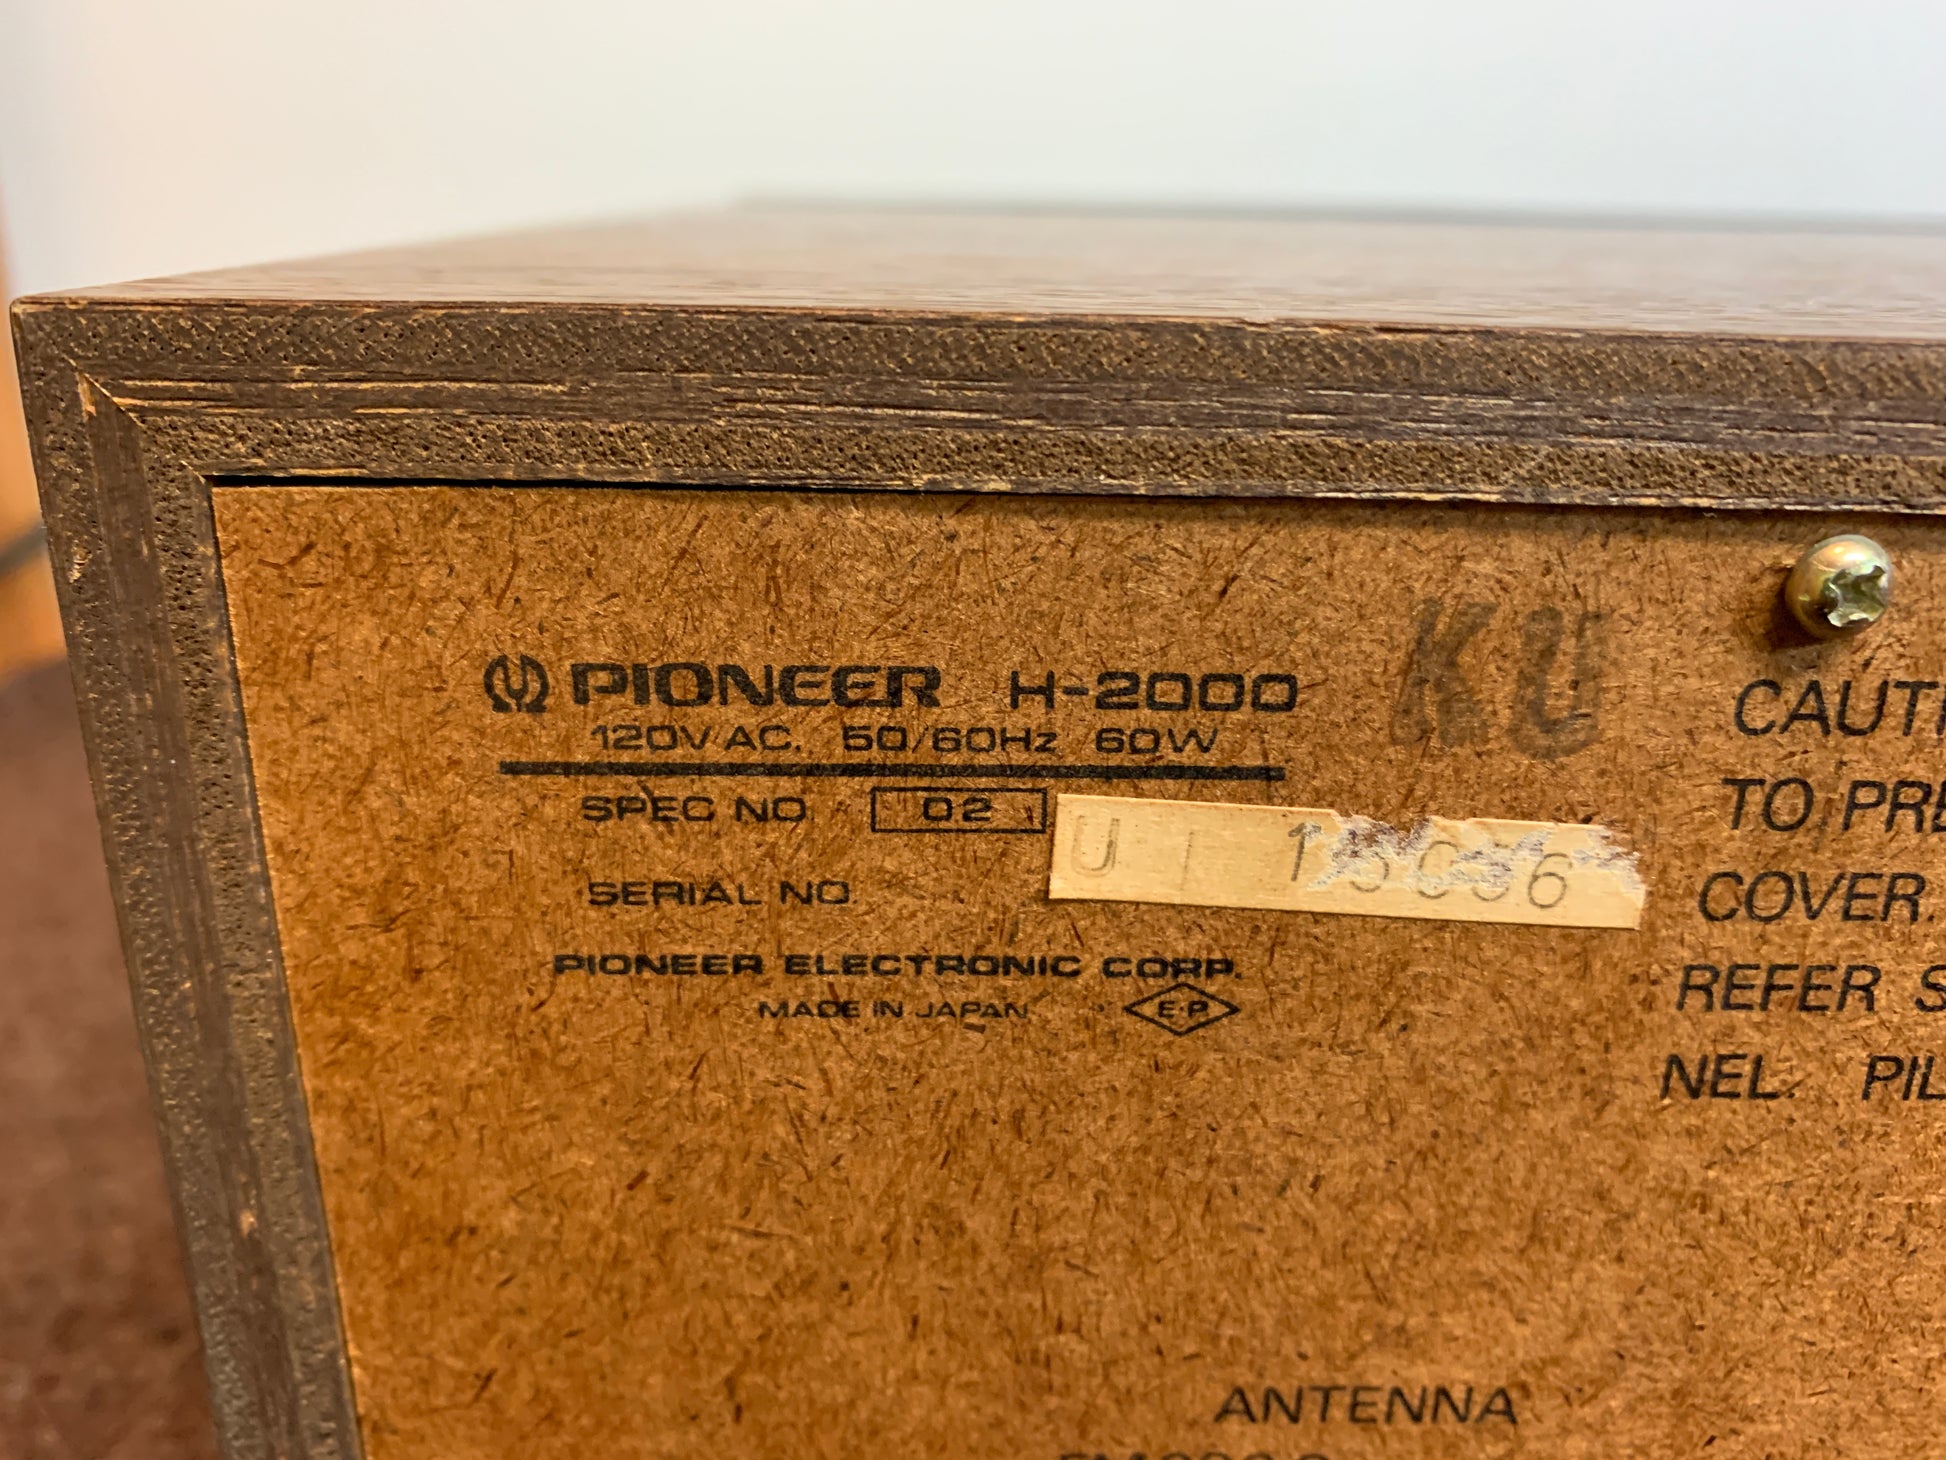 PIONEER H-2000
KU
120V AC. 50/60Hz 60W
SPEC NO. 02
U
SERIAL NO.
PIONEER ELECTRONIC CORP.
MADE IN JAPAN E·P
CAUTI
TO PRE
COVER.
REFER S
NEL. PIL
ANTENNA